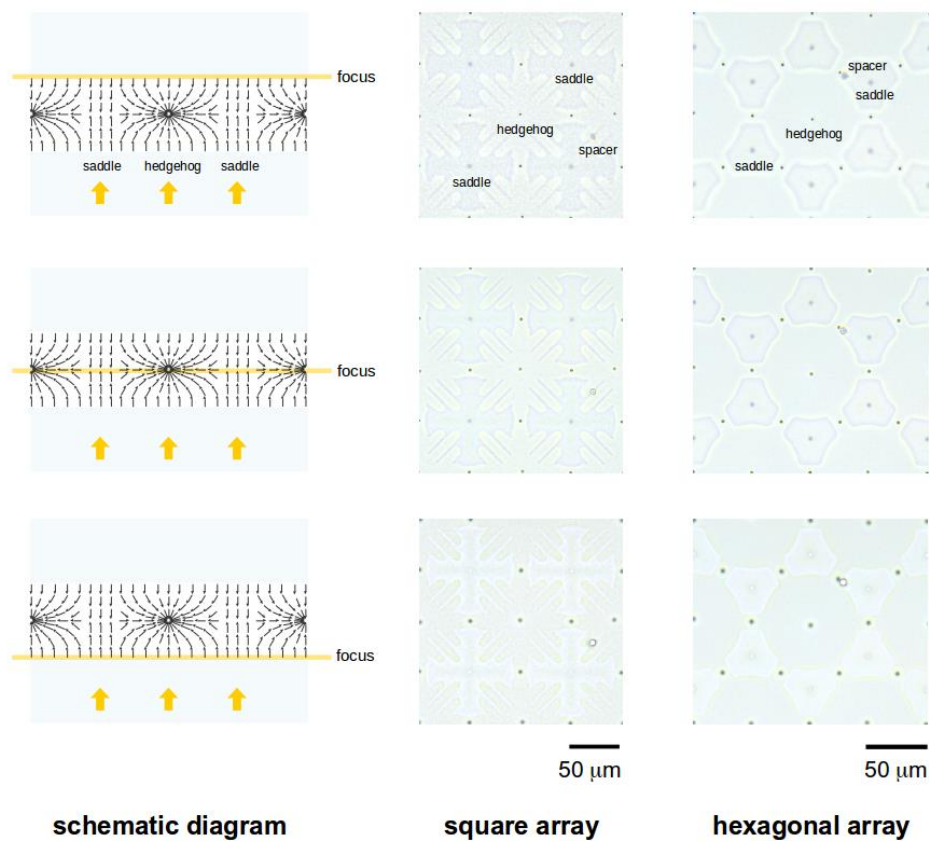 focus
saddle hedgehog saddle
saddle
hedgehog
spacer
saddle
spacer
saddle
hedgehog
saddle
focus
focus
50 μm
50 μm
schematic diagram
square array
hexagonal array